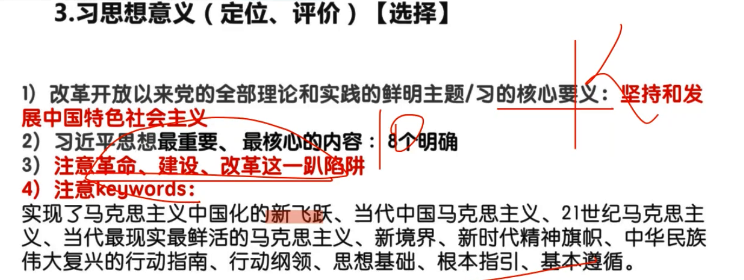 3.习思想意义（定位、评价）【选择】
1）改革开放以来党的全部理论和实践的鲜明主题/习的核心要义：坚持和发
展中国特色社会主义
2）习近平思想最重要、最核心的内容：8个明确
10
3）注意革命、建设、改革这一趴陷阱
4）注意keywords：
实现了马克思主义中国化的新飞跃、当代中国马克思主义、21世纪马克思主
义、当代最现实最鲜活的马克思主义、新境界、新时代精神旗帜、中华民族
伟大复兴的行动指南、行动纲领、思想基础、根本指引、基本遵循。